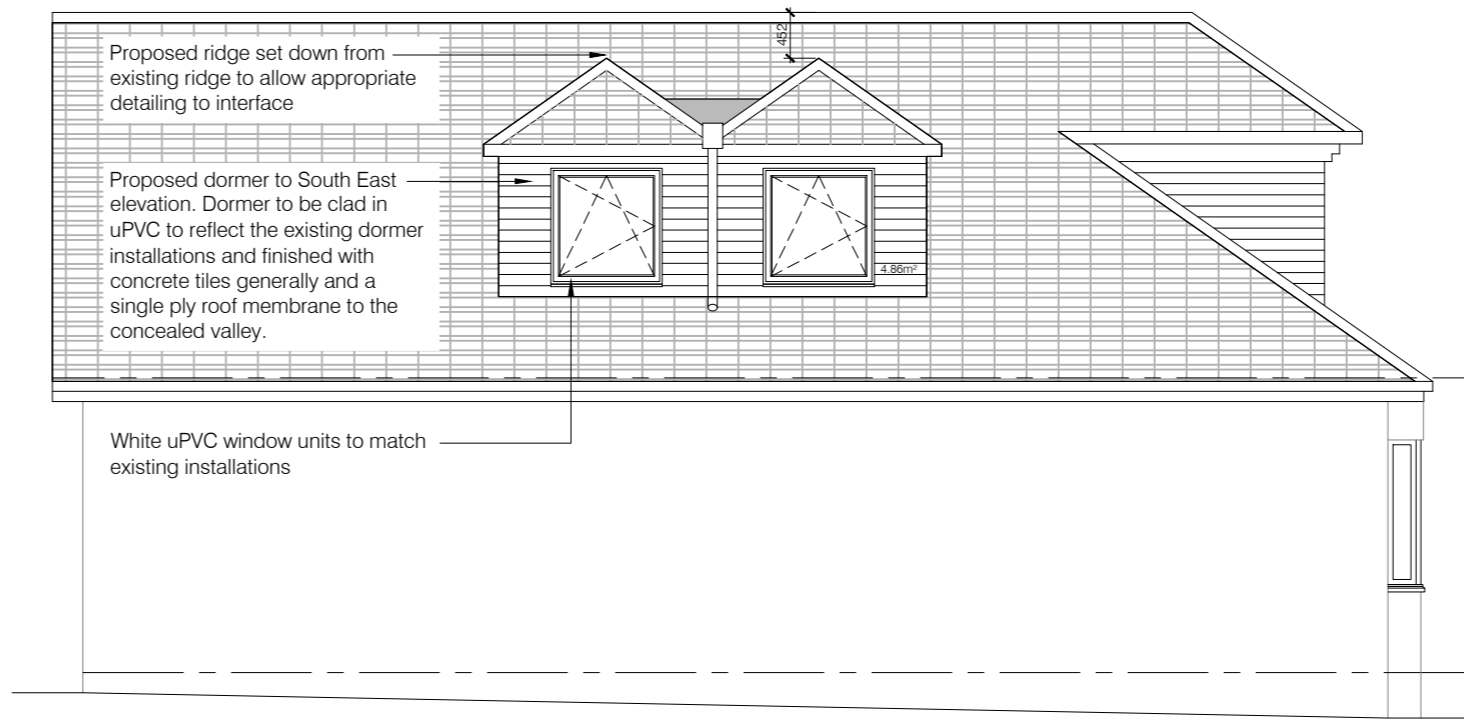 452
Proposed ridge set down from
existing ridge to allow appropriate
detailing to interface
Proposed dormer to South East
elevation. Dormer to be clad in
uPVC to reflect the existing dormer
installations and finished with
concrete tiles generally and a
single ply roof membrane to the
concealed valley.
4.86m²
White uPVC window units to match
existing installations